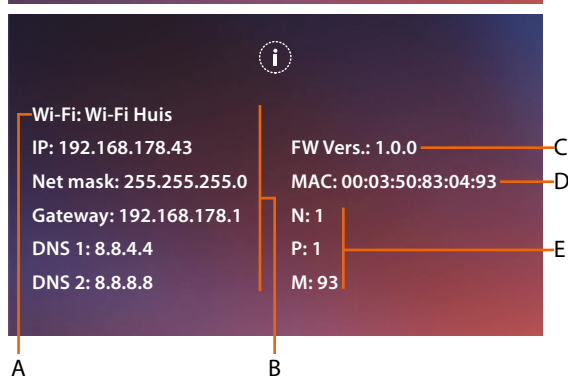 i
Wi-Fi: Wi-Fi Huis
IP: 192.168.178.43
Net mask: 255.255.255.0
Gateway: 192.168.178.1
DNS 1: 8.8.4.4
DNS 2: 8.8.8.8
FW Vers.: 1.0.0
MAC: 00:03:50:83:04:93
N: 1
P: 1
M: 93
C
D
E
A
B